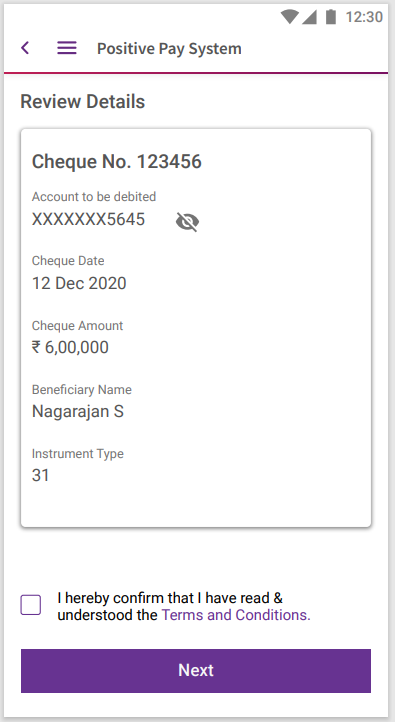 12:30
Positive Pay System
Review Details
Cheque No. 123456
Account to be debited
XXXXXXX5645
Cheque Date
12 Dec 2020
Cheque Amount
₹ 6,00,000
Beneficiary Name
Nagarajan S
Instrument Type
31
I hereby confirm that I have read &
understood the Terms and Conditions.
Next